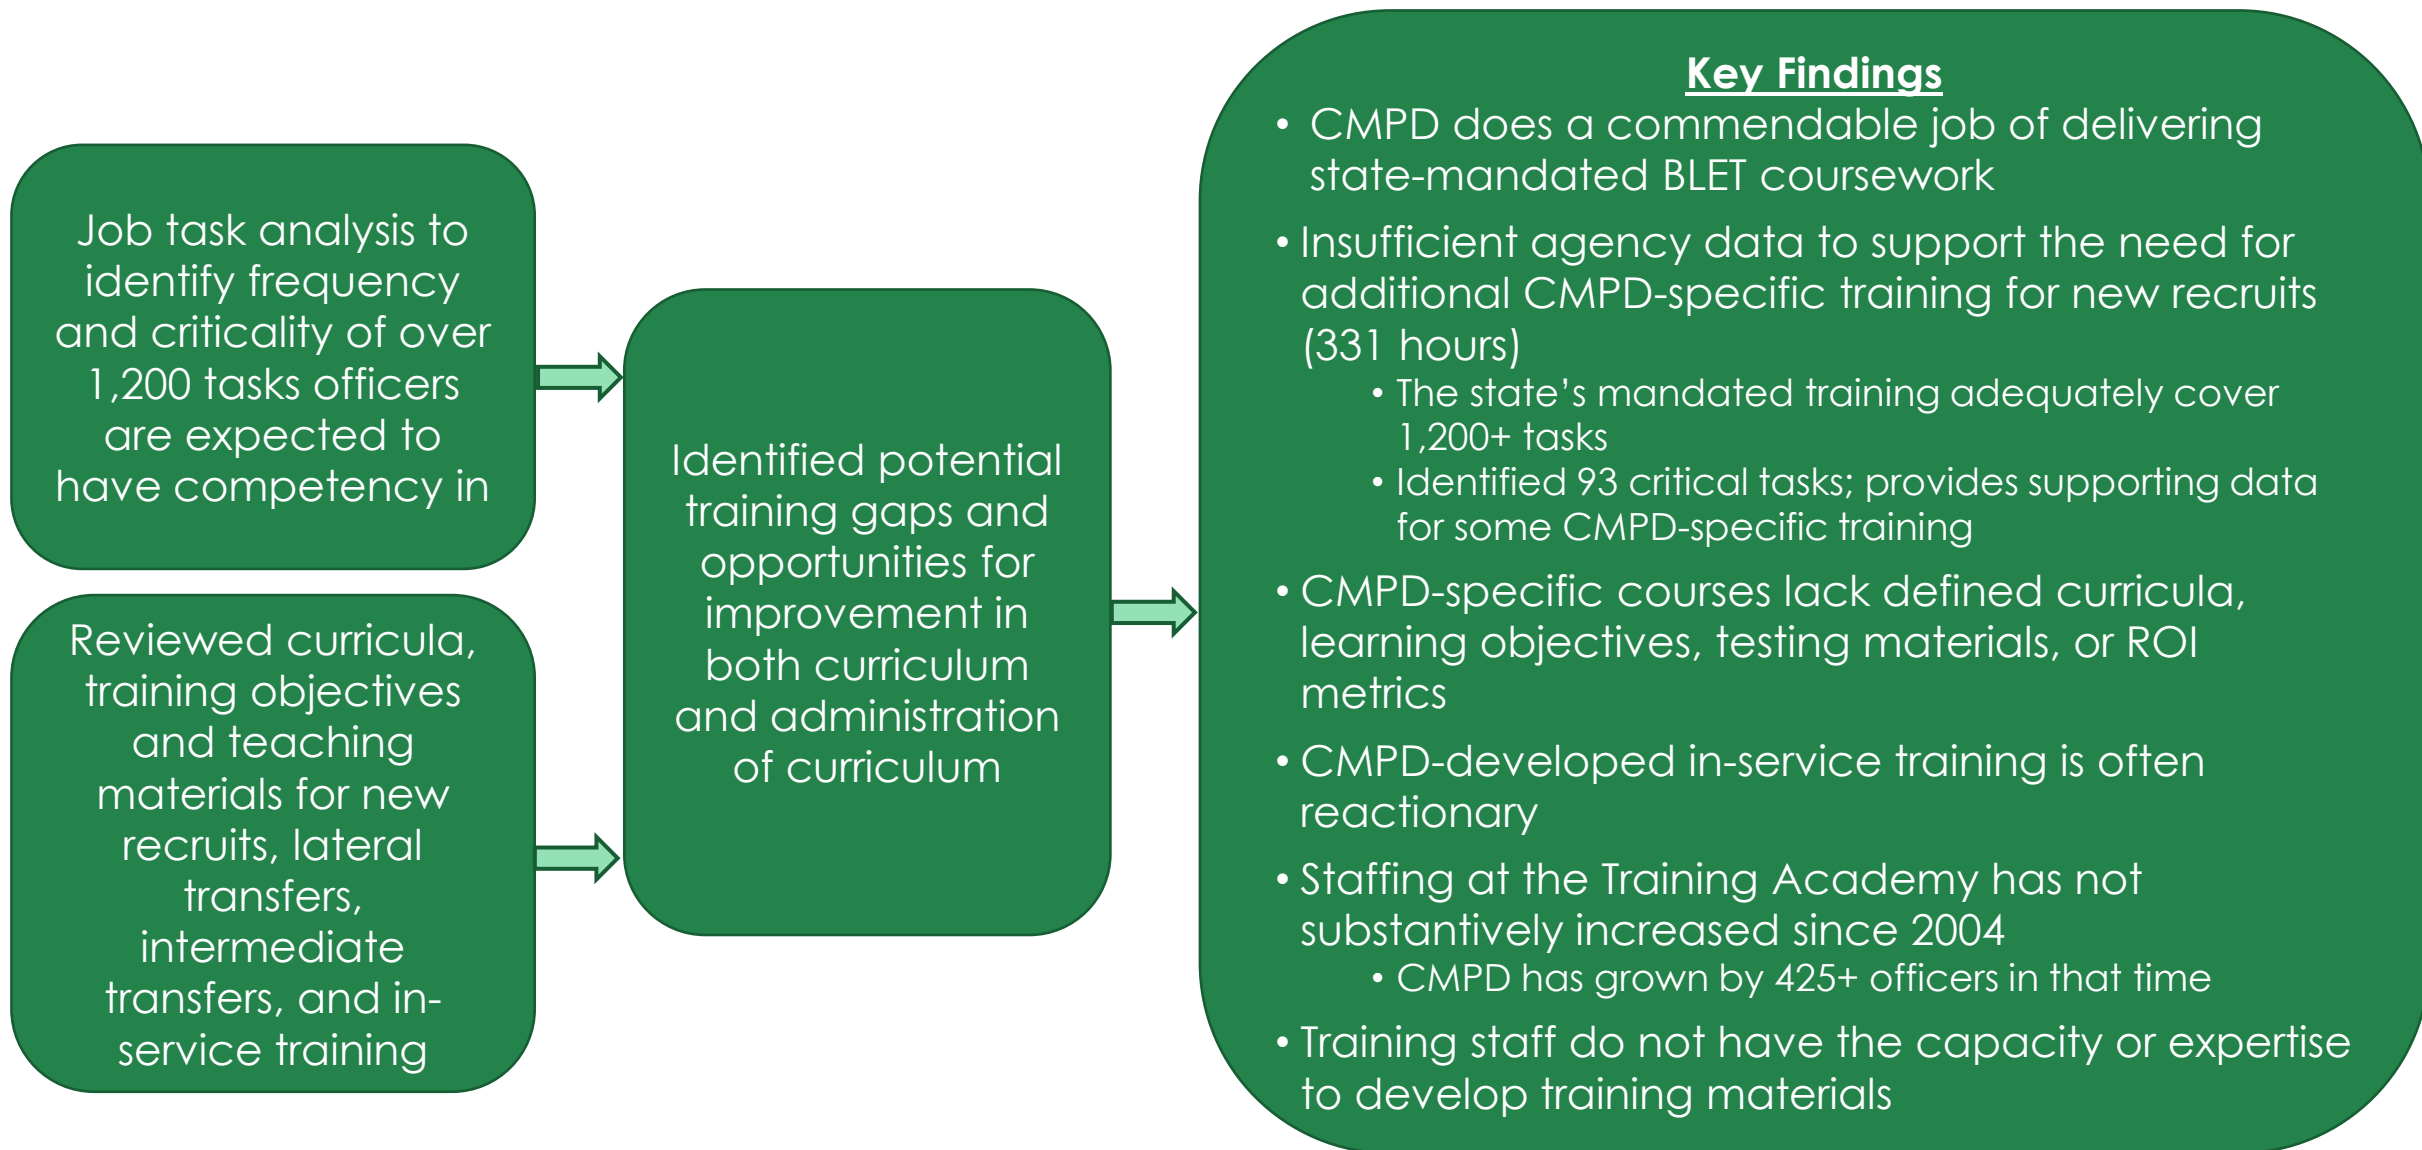 Job task analysis to
identify frequency
and criticality of over
1,200 tasks officers
are expected to
have competency in
Reviewed curricula,
training objectives
and teaching
materials for new
recruits, lateral
transfers,
intermediate
transfers, and in-
service training
Identified potential
training gaps and
opportunities for
improvement in
both curriculum
and administration
of curriculum
Key Findings
• CMPD does a commendable job of delivering
state-mandated BLET coursework
• Insufficient agency data to support the need for
additional CMPD-specific training for new recruits
(331 hours)
• The state’s mandated training adequately cover
1,200+ tasks
• Identified 93 critical tasks; provides supporting data
for some CMPD-specific training
• CMPD-specific courses lack defined curricula,
learning objectives, testing materials, or ROI
metrics
• CMPD-developed in-service training is often
reactionary
• Staffing at the Training Academy has not
substantively increased since 2004
• CMPD has grown by 425+ officers in that time
• Training staff do not have the capacity or expertise
to develop training materials